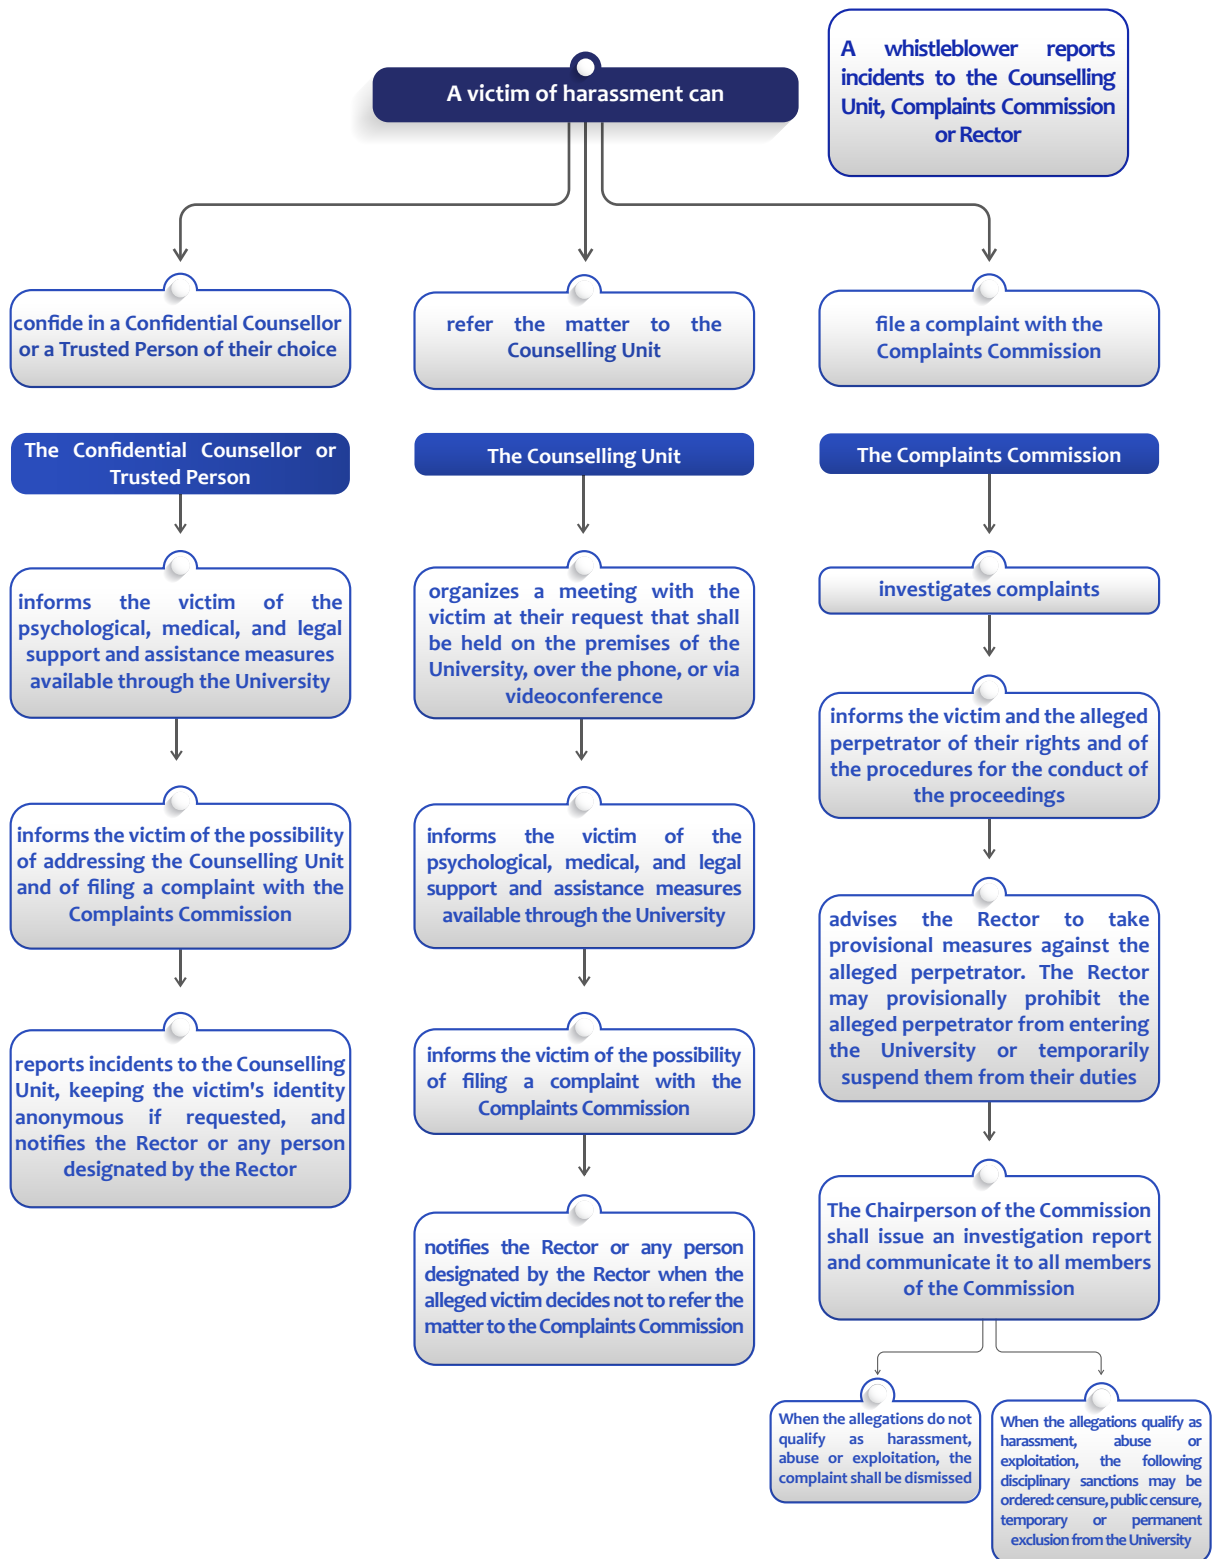 A victim of harassment can
A whistleblower reports
incidents to the Counselling
Unit, Complaints Commission
or Rector
confide in a Confidential Counsellor
or a Trusted Person of their choice
refer the matter to the
Counselling Unit
file a complaint with the
Complaints Commission
The Confidential Counsellor or
Trusted Person
informs the victim of the
psychological, medical, and legal
support and assistance measures
available through the University
informs the victim of the possibility
of addressing the Counselling Unit
and of filing a complaint with the
Complaints Commission
reports incidents to the Counselling
Unit, keeping the victim's identity
anonymous if requested, and
notifies the Rector or any person
designated by the Rector
The Counselling Unit
organizes a meeting with the
victim at their request that shall
be held on the premises of the
University, over the phone, or via
videoconference
informs the victim of the
psychological, medical, and legal
support and assistance measures
available through the University
informs the victim of the possibility
of filing a complaint with the
Complaints Commission
notifies the Rector or any person
designated by the Rector when the
alleged victim decides not to refer the
matter to the Complaints Commission
The Complaints Commission
investigates complaints
informs the victim and the alleged
perpetrator of their rights and of
the procedures for the conduct of
the proceedings
advises the Rector to take
provisional measures against the
alleged perpetrator. The Rector
may provisionally prohibit the
alleged perpetrator from entering
the University or temporarily
suspend them from their duties
The Chairperson of the Commission
shall issue an investigation report
and communicate it to all members
of the Commission
When the allegations do not
qualify as harassment,
abuse or exploitation, the
complaint shall be dismissed
When the allegations qualify as
harassment, abuse or
exploitation, the following
disciplinary sanctions may be
ordered: censure, public censure,
temporary or permanent
exclusion from the University